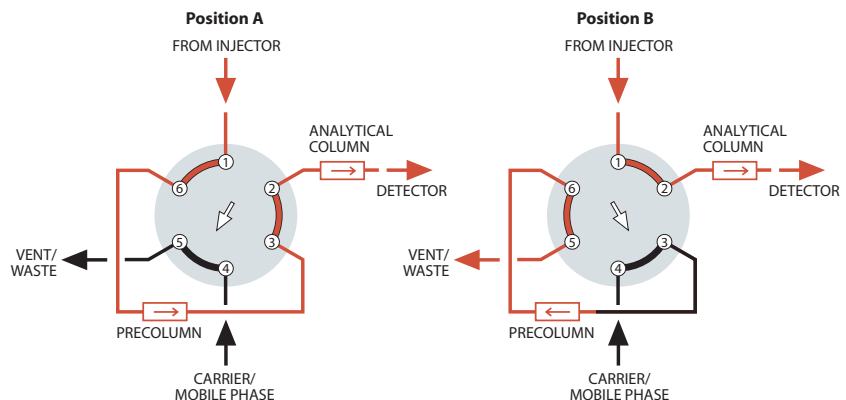 Position A
FROM INJECTOR
1
2
3
4
5
6
ANALYTICAL
COLUMN
DETECTOR
VENT/
WASTE
PRECOLUMN
CARRIER/
MOBILE PHASE
Position B
FROM INJECTOR
1
2
3
4
5
6
ANALYTICAL
COLUMN
DETECTOR
VENT/
WASTE
PRECOLUMN
CARRIER/
MOBILE PHASE